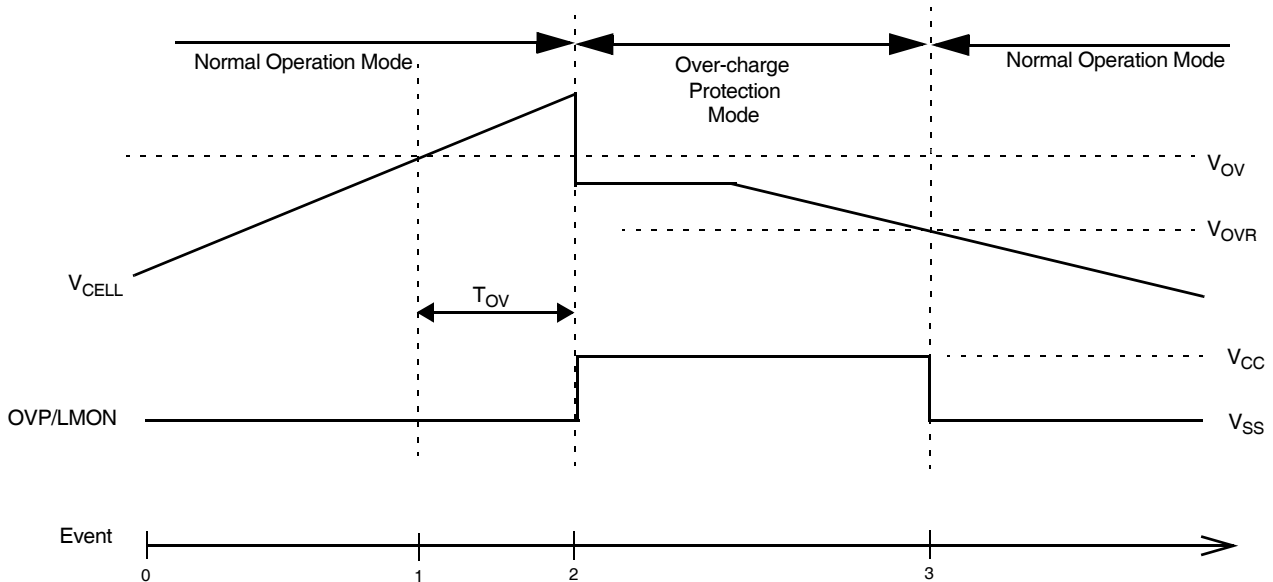 Normal Operation Mode
Over-charge
Protection
Mode
Normal Operation Mode
VOV
VOVR
VCELL
TOV
VCC
OVP/LMON
VSS
Event
0
1
2
3